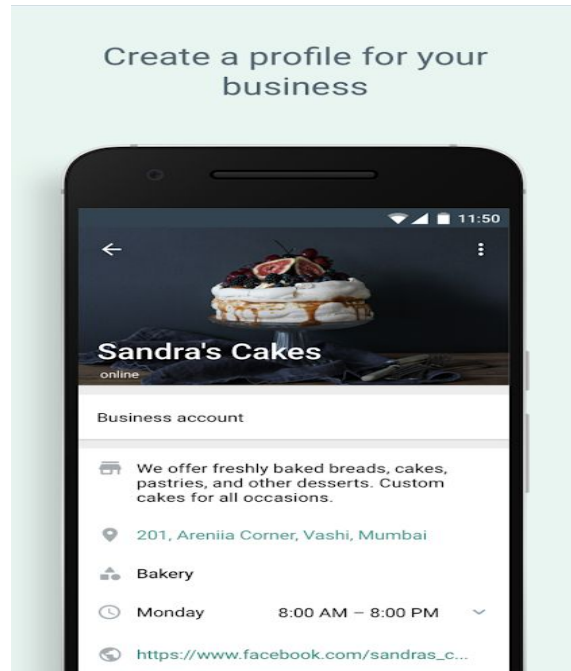 Create a profile for your
business
11:50
Sandra's Cakes
online
Business account
We offer freshly baked breads, cakes,
pastries, and other desserts. Custom
cakes for all occasions.
201, Areniia Corner, Vashi, Mumbai
Bakery
Monday 8:00 AM – 8:00 PM
https://www.facebook.com/sandras_c...